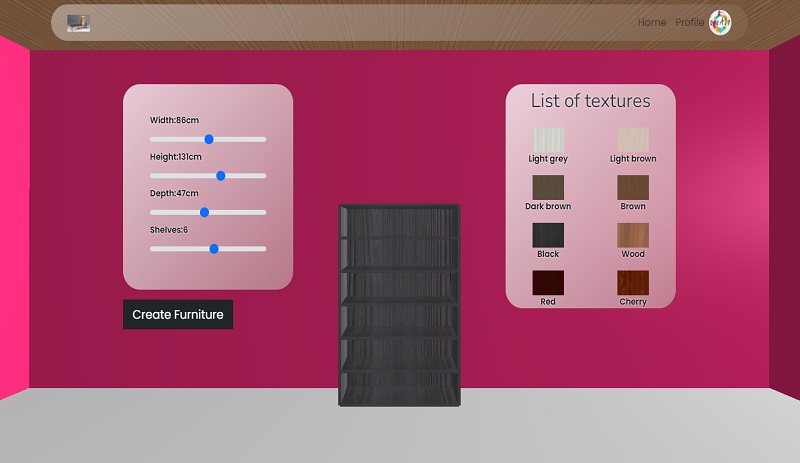 Home Profile
Width:86cm
Height:131cm
Depth:47cm
Shelves:6
Create Furniture
List of textures
Light grey Light brown
Dark brown Brown
Black Wood
Red Cherry